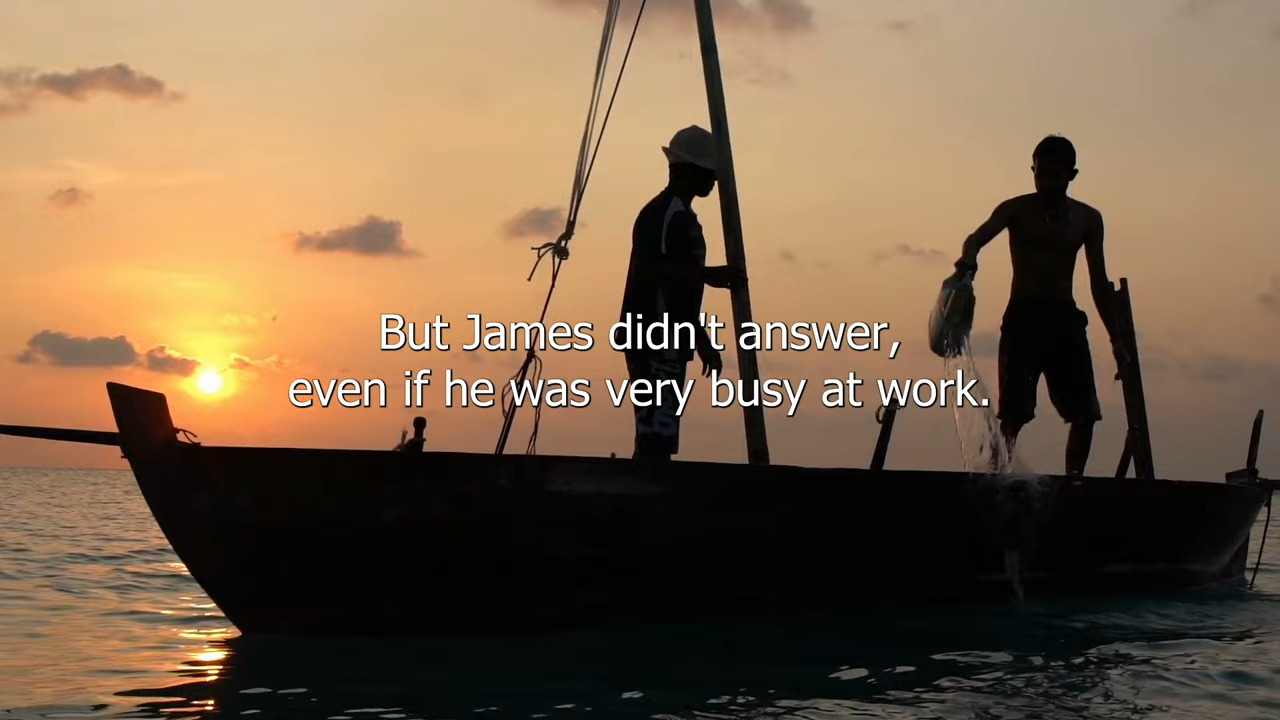 But James didn't answer,
even if he was very busy at work.